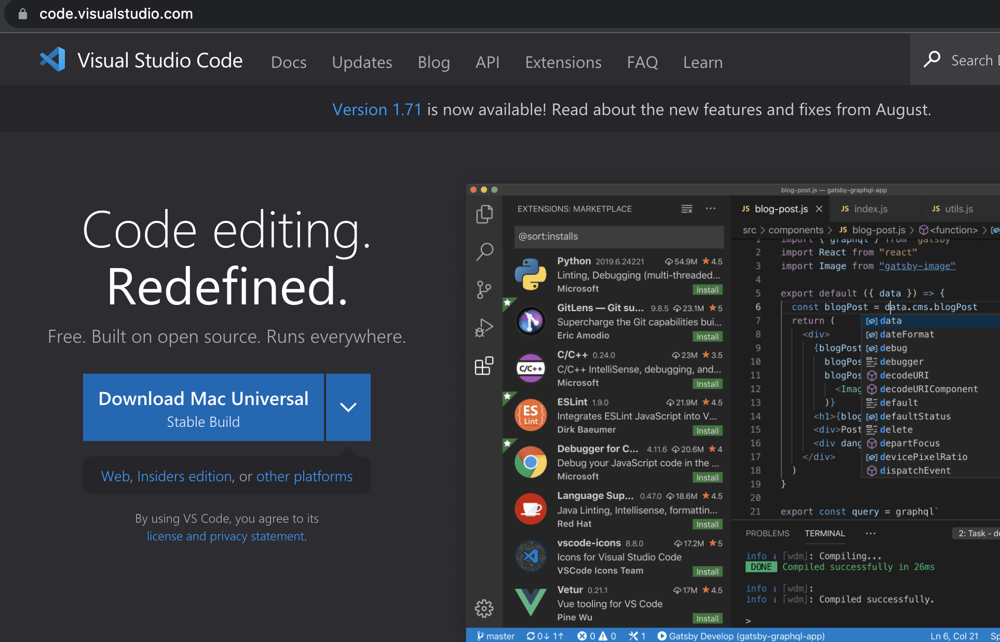 code.visualstudio.com
Visual Studio Code Docs Updates Blog API Extensions FAQ Learn Search
Version 1.71 is now available! Read about the new features and fixes from August.
Code editing.
Redefined.
Free. Built on open source. Runs everywhere.
Download Mac Universal
Stable Build
Web, Insiders edition, or other platforms
By using VS Code, you agree to its
license and privacy statement.
blog-post.js — gatsby-graphql-app
EXTENSIONS: MARKETPLACE ...
@sort:installs
Python 2019.6.24221 54.9M 4.5
Linting, Debugging (multi-threaded...
Microsoft Install
GitLens — Git su... 9.8.5 23.1M 5
Supercharge the Git capabilities bui...
Eric Amodio Install
C/C++
C/C++ 0.24.0 23M 3.5
C/C++ IntelliSense, debugging, and...
Microsoft Install
ES
Lint
ESLint 1.9.0 21.9M 4.5
Integrates ESLint JavaScript into V...
Dirk Baeumer Install
Debugger for C... 4.11.6 20.6M 4
Debug your JavaScript code in the ...
Microsoft Install
Language Sup... 0.47.0 18.6M 4.5
Java Linting, Intellisense, formattin...
Red Hat Install
vscode-icons 8.8.0 17.2M 5
Icons for Visual Studio Code
VSCode Icons Team Install
Vetur 0.21.1 17M 4.5
Vue tooling for VS Code
Pine Wu Install
JS blog-post.js JS index.js JS utils.js
src > components > JS blog-post.js > <function> >
1 import { graphql } from "gatsby"
2 import React from "react"
3 import Image from "gatsby-image"
4
5 export default ({ data }) => {
6 const blogPost = data.cms.blogPost
7 return (
8 <div>
9 {blogPost
10 blogPos
11 blogPos
12 <Imag
13 )}
14 <h1>{blog
15 <div>Post
16 <div dang
17 </div>
18 )
19 }
20
21 export const query = graphql`
data
dateFormat
debug
debugger
decodeURI
decodeURIComponent
default
defaultStatus
delete
departFocus
devicePixelRatio
dispatchEvent
PROBLEMS TERMINAL ... 2: Task - de
info i ｢wdm｣: Compiling...
DONE Compiled successfully in 26ms
info i ｢wdm｣:
info i ｢wdm｣: Compiled successfully.
>
master 0↓ 1↑ 0 0 1 Gatsby Develop (gatsby-graphql-app) Ln 6, Col 21 Sp